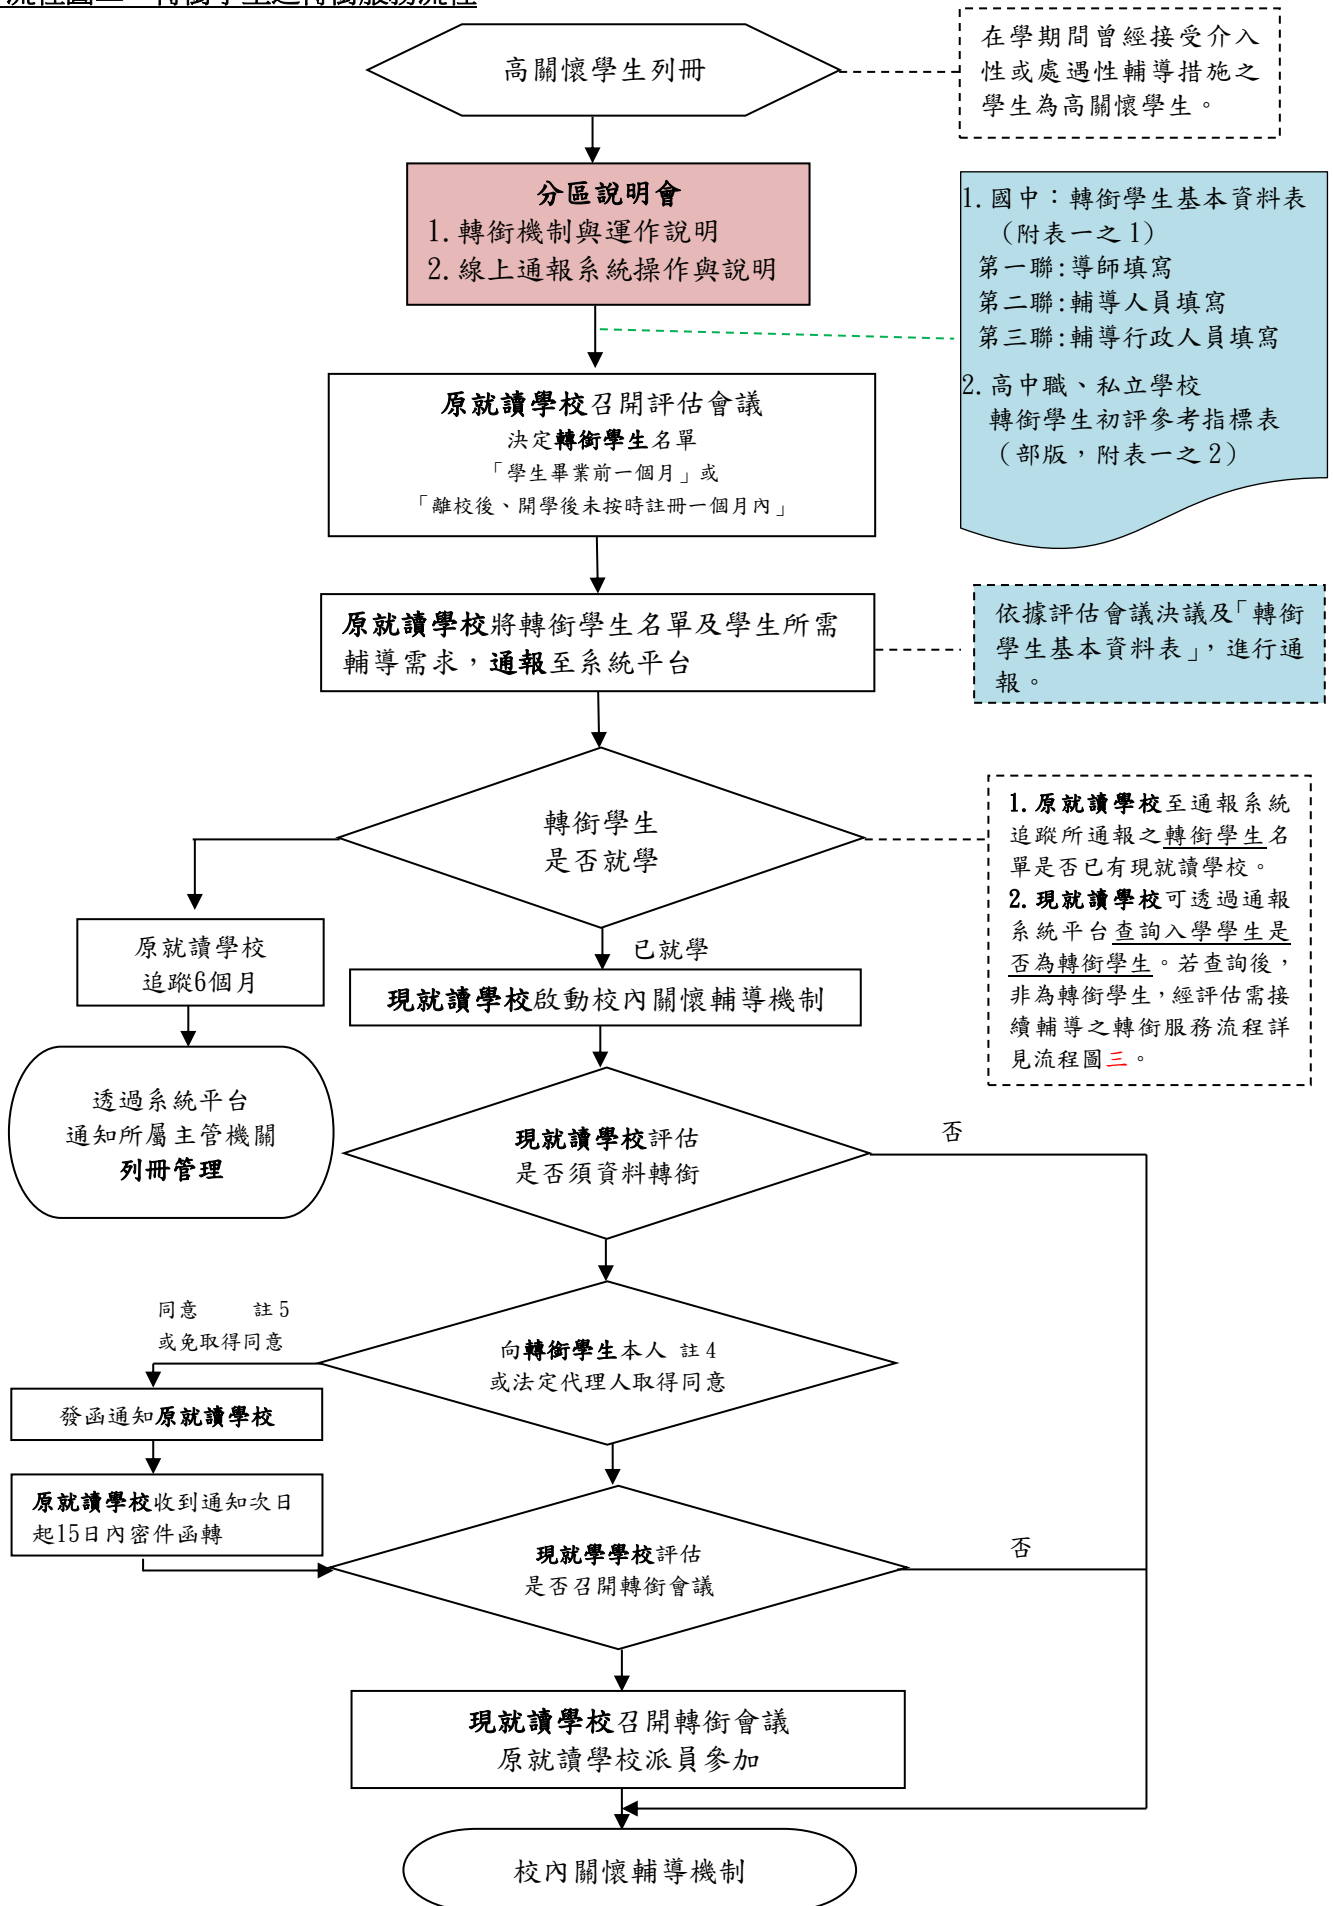 流程圖二 轉銜學生之轉銜服務流程
高關懷學生列冊
在學期間曾經接受介入
性或處遇性輔導措施之
學生為高關懷學生。
分區說明會
1.轉銜機制與運作說明
2.線上通報系統操作與說明
1.國中：轉銜學生基本資料表
（附表一之1）
第一聯:導師填寫
第二聯:輔導人員填寫
第三聯:輔導行政人員填寫
2.高中職、私立學校
轉銜學生初評參考指標表
（部版，附表一之2）
原就讀學校召開評估會議
決定轉銜學生名單
「學生畢業前一個月」或
「離校後、開學後未按時註冊一個月內」
原就讀學校將轉銜學生名單及學生所需
輔導需求，通報至系統平台
依據評估會議決議及「轉銜
學生基本資料表」，進行通
報。
轉銜學生
是否就學
1.原就讀學校至通報系統
追蹤所通報之轉銜學生名
單是否已有現就讀學校。
2.現就讀學校可透過通報
系統平台查詢入學學生是
否為轉銜學生。若查詢後，
非為轉銜學生，經評估需接
續輔導之轉銜服務流程詳
見流程圖三。
原就讀學校
追蹤6個月
已就學
現就讀學校啟動校內關懷輔導機制
透過系統平台
通知所屬主管機關
列冊管理
現就讀學校評估
是否須資料轉銜
否
同意 註5
或免取得同意
向轉銜學生本人 註4
或法定代理人取得同意
發函通知原就讀學校
原就讀學校收到通知次日
起15日內密件函轉
現就學學校評估
是否召開轉銜會議
否
現就讀學校召開轉銜會議
原就讀學校派員參加
校內關懷輔導機制